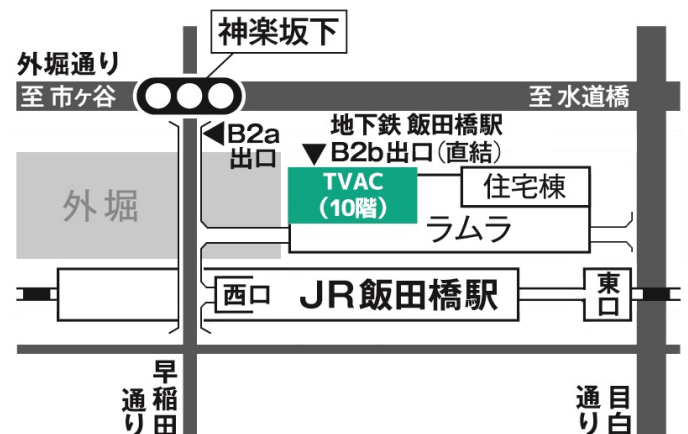 神楽坂下
外堀通り
至 市ヶ谷
至 水道橋
◀B2a
出口
地下鉄 飯田橋駅
▼B2b出口(直結)
TVAC
(10階)
住宅棟
外堀
ラムラ
西口
JR飯田橋駅
東口
早稲田
通り
目白
通り